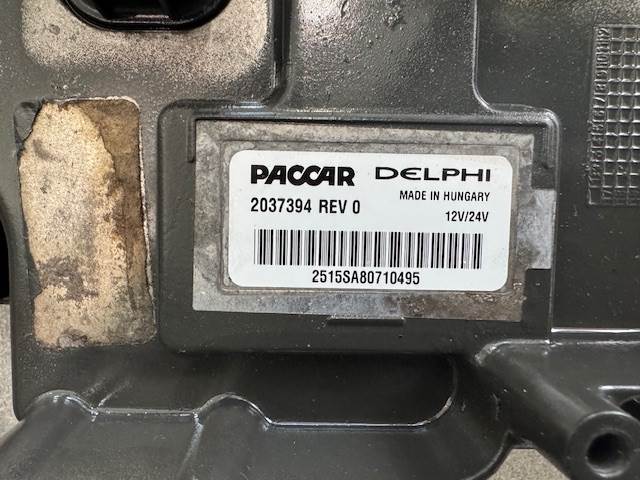 PACCAR DELPHI
MADE IN HUNGARY
2037394 REV 0
12V/24V
2515SA80710495